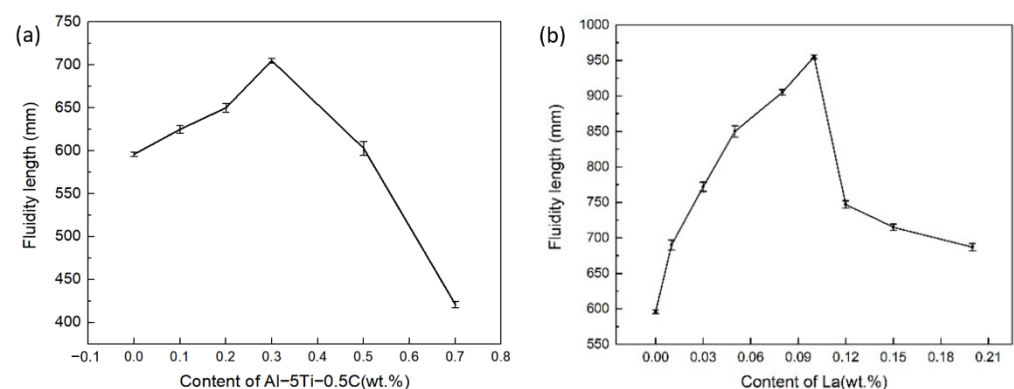 (a)
Fluidity length (mm)
750
700
650
600
550
500
450
400
−0.1 0.0 0.1 0.2 0.3 0.4 0.5 0.6 0.7 0.8
Content of Al−5Ti−0.5C(wt.%)
(b)
Fluidity length (mm)
1000
950
900
850
800
750
700
650
600
550
0.00 0.03 0.06 0.09 0.12 0.15 0.18 0.21
Content of La(wt.%)